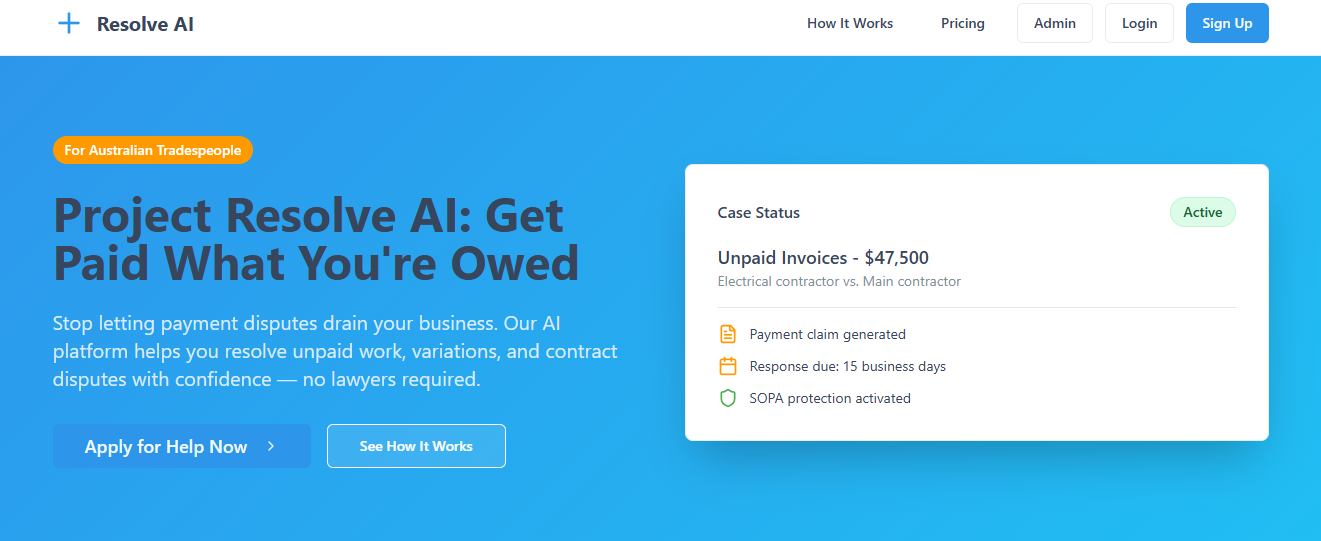 Resolve AI
How It Works
Pricing
Admin
Login
Sign Up
For Australian Tradespeople
Project Resolve AI: Get
Paid What You're Owed
Stop letting payment disputes drain your business. Our AI
platform helps you resolve unpaid work, variations, and contract
disputes with confidence — no lawyers required.
Apply for Help Now
See How It Works
Case Status
Active
Unpaid Invoices - $47,500
Electrical contractor vs. Main contractor
Payment claim generated
Response due: 15 business days
SOPA protection activated